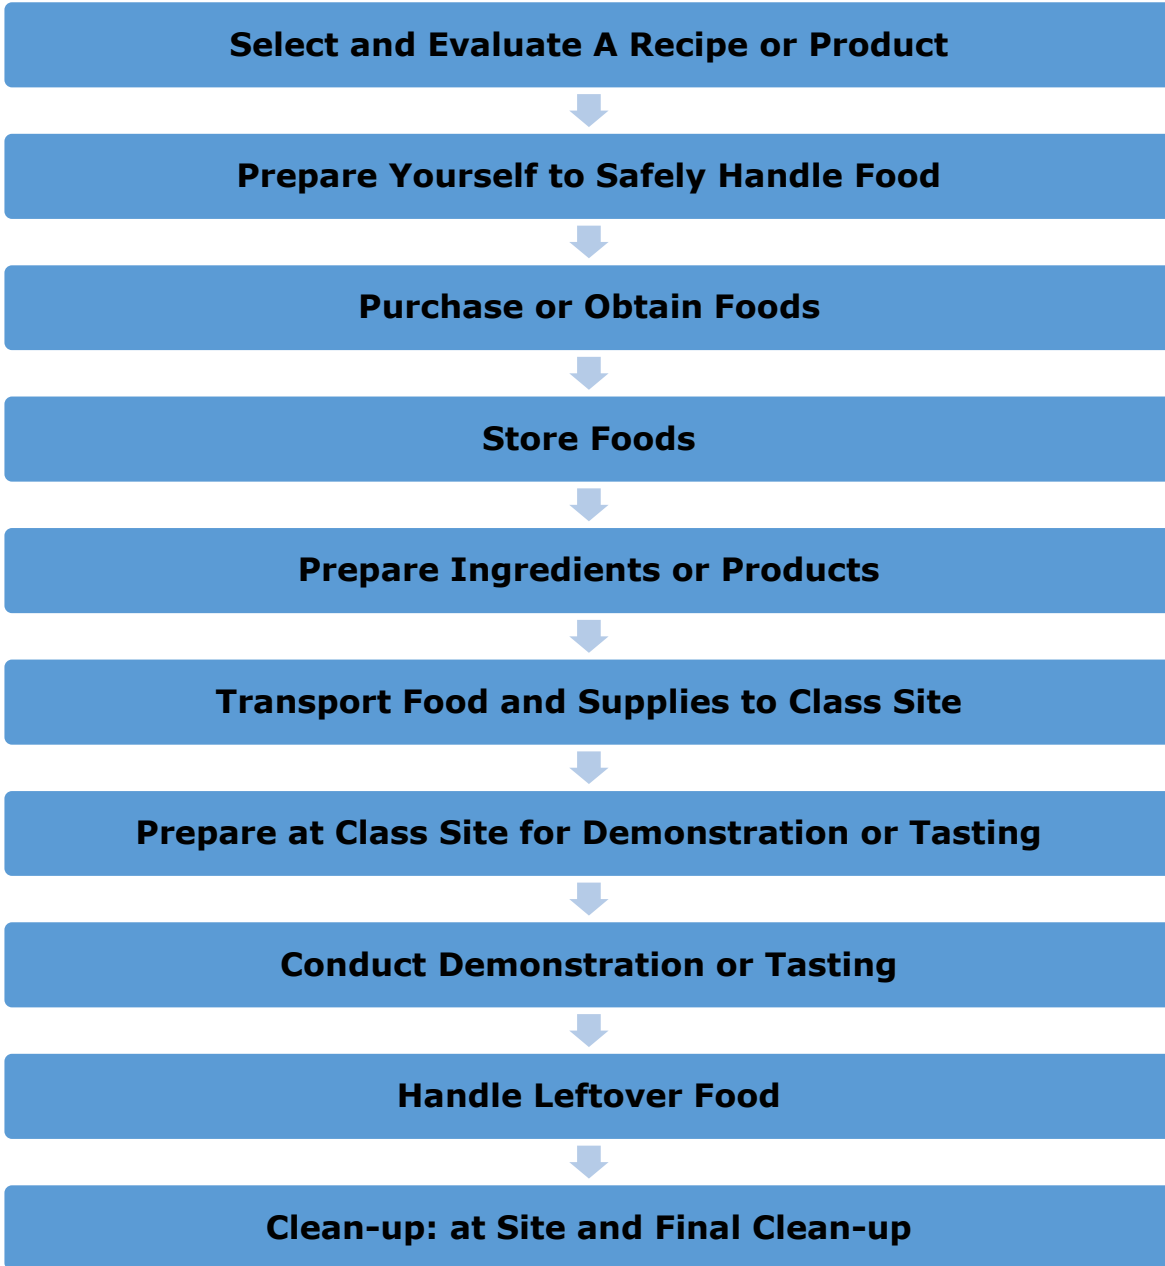 Select and Evaluate A Recipe or Product
Prepare Yourself to Safely Handle Food
Purchase or Obtain Foods
Store Foods
Prepare Ingredients or Products
Transport Food and Supplies to Class Site
Prepare at Class Site for Demonstration or Tasting
Conduct Demonstration or Tasting
Handle Leftover Food
Clean-up: at Site and Final Clean-up